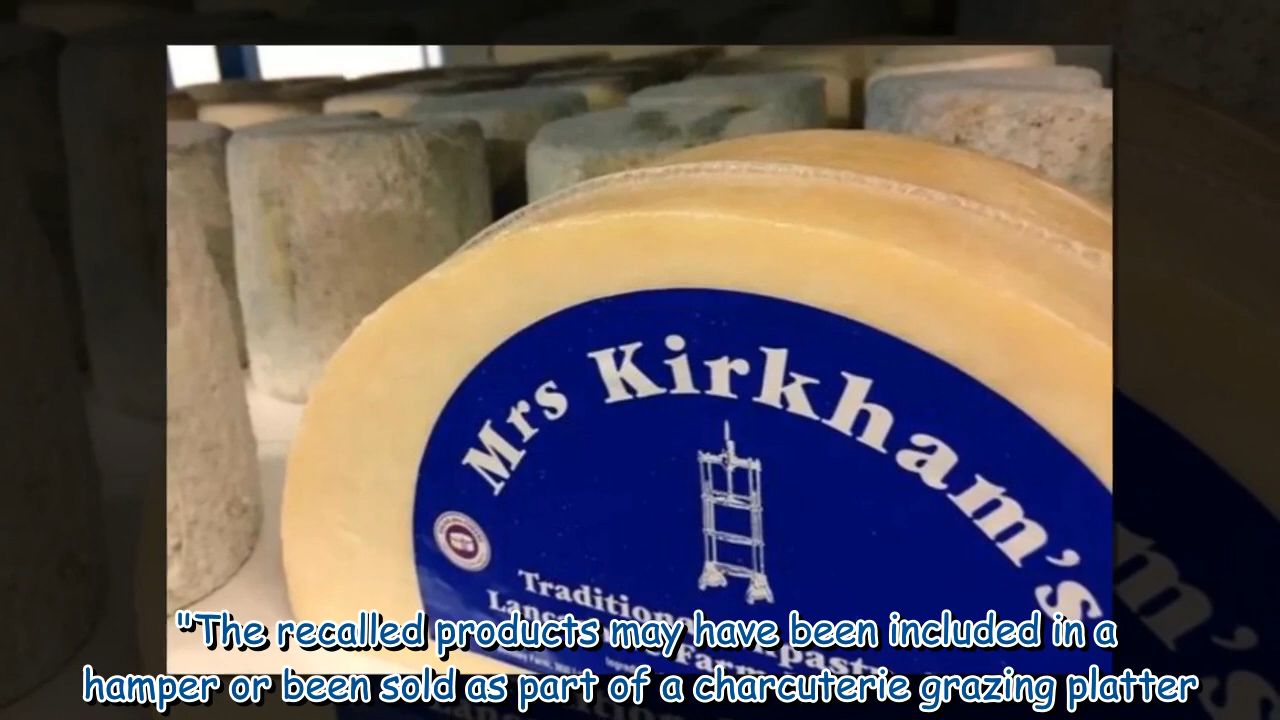 Mrs Kirkham's
Traditional
"The recalled products may have been included in a
hamper or been sold as part of a charcuterie grazing platter